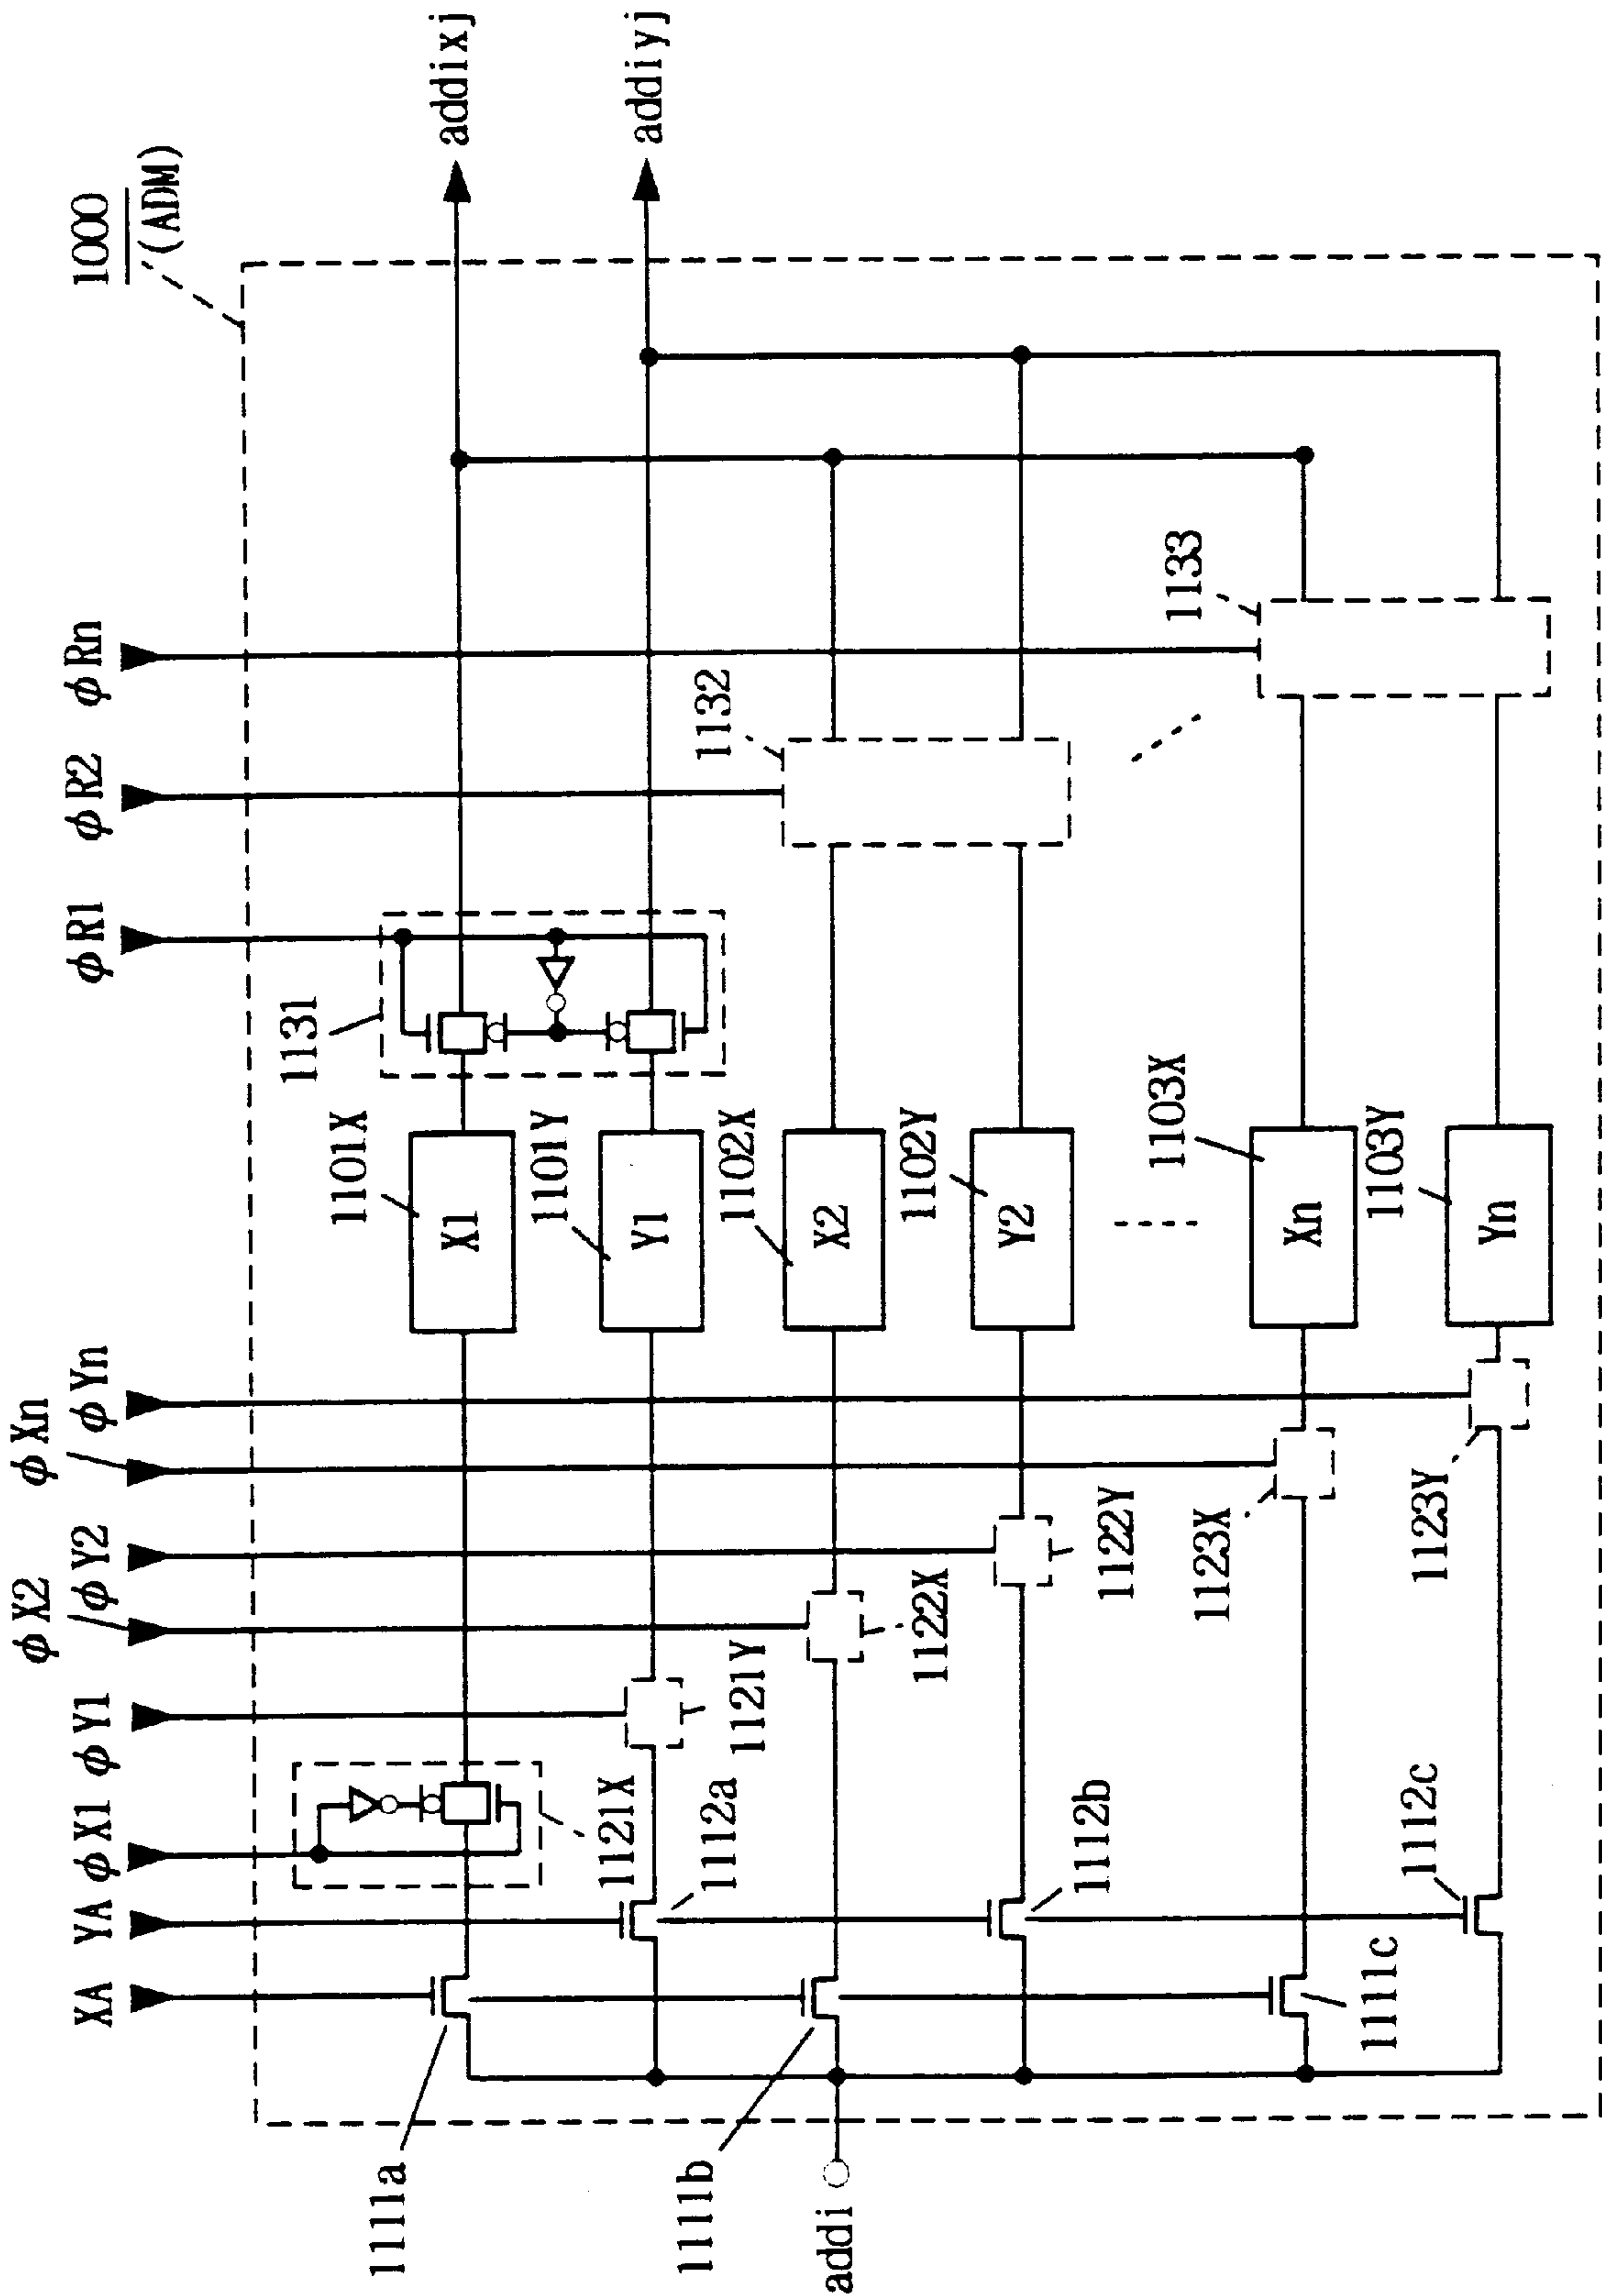 1000
(ADM)
addixj
addiyj
φRn
φR2
φR1
φXn
φYn
φX2
φY2
φY1
φX1
YA
XA
1133
1132
1131
1101X
X1
1101Y
Y1
1102X
X2
1102Y
Y2
1103X
Xn
1103Y
Yn
1121X
1121Y
1122X
1122Y
1123X
1123Y
1112a
1112b
1112c
1111a
1111b
1111c
addi